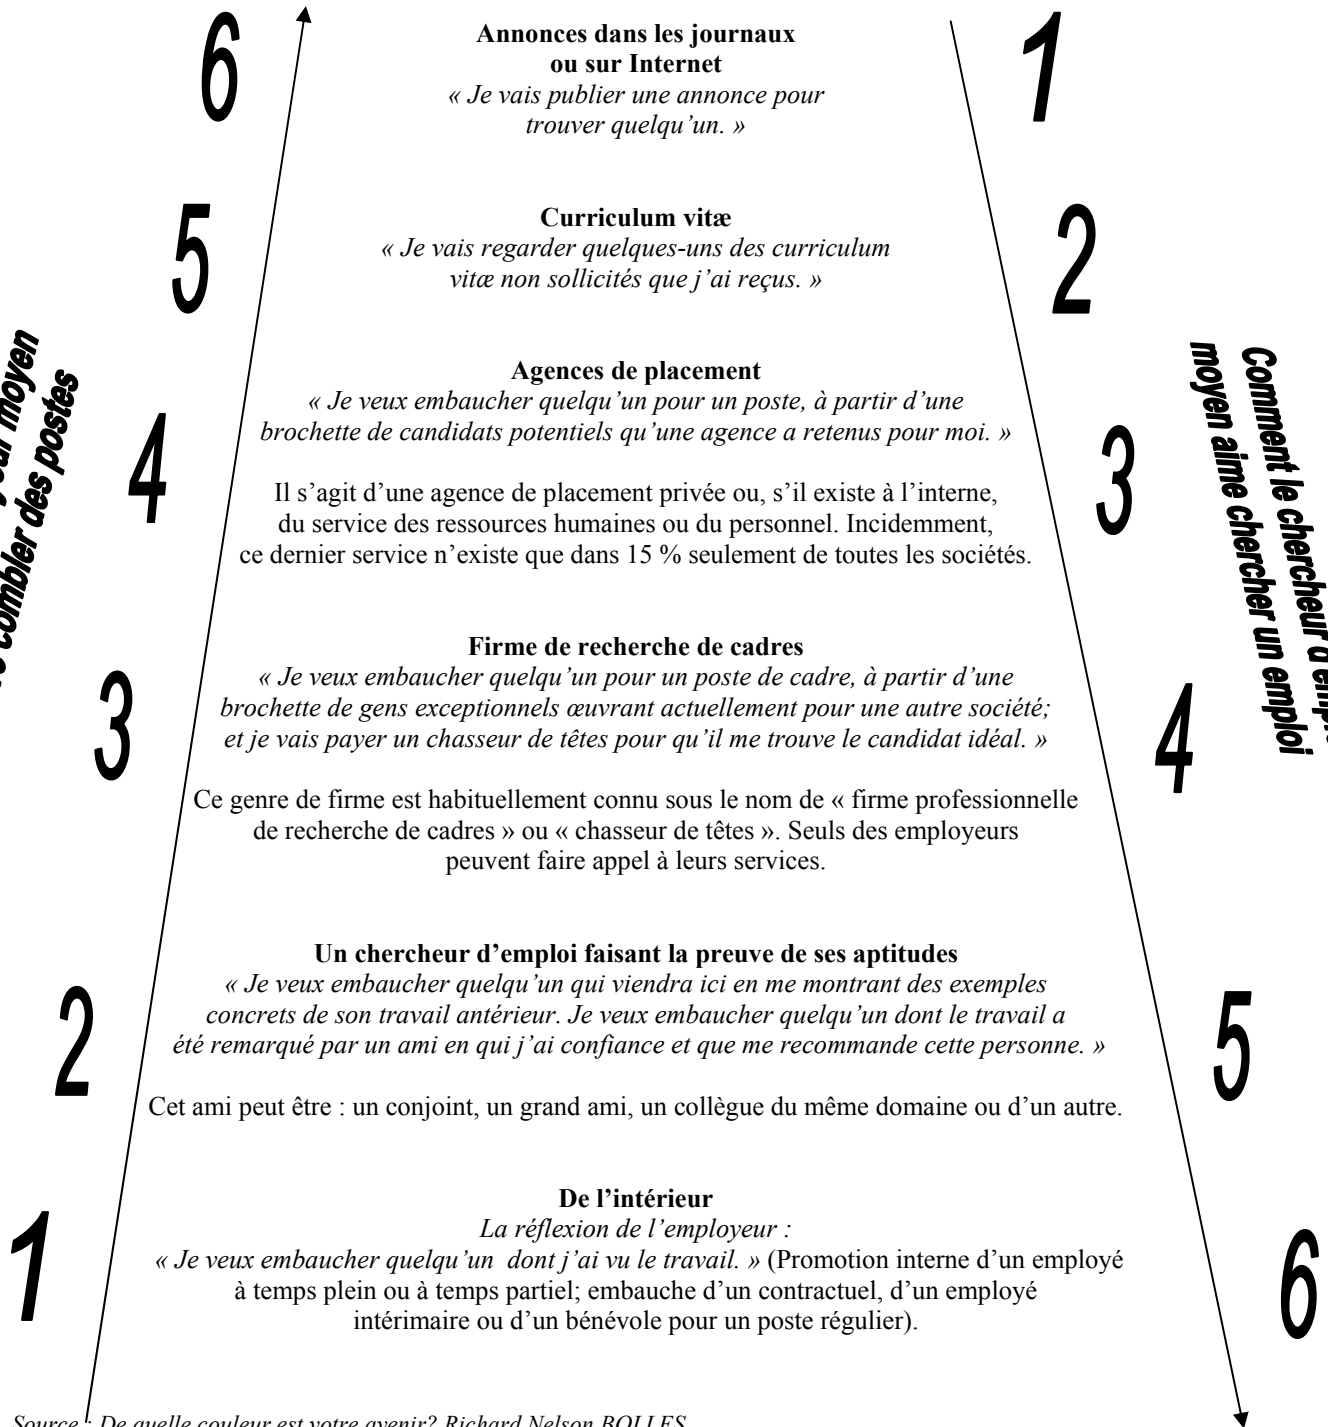 6
Annonces dans les journaux
ou sur Internet
« Je vais publier une annonce pour
trouver quelqu’un. »
1
5
Curriculum vitæ
« Je vais regarder quelques-uns des curriculum
vitæ non sollicités que j’ai reçus. »
2
moyen
combler des postes
Comment le chercheur
moyen aime chercher un emploi
4
Agences de placement
« Je veux embaucher quelqu’un pour un poste, à partir d’une
brochette de candidats potentiels qu’une agence a retenus pour moi. »
Il s’agit d’une agence de placement privée ou, s’il existe à l’interne,
du service des ressources humaines ou du personnel. Incidemment,
ce dernier service n’existe que dans 15 % seulement de toutes les sociétés.
3
3
Firme de recherche de cadres
« Je veux embaucher quelqu’un pour un poste de cadre, à partir d’une
brochette de gens exceptionnels œuvrant actuellement pour une autre société;
et je vais payer un chasseur de têtes pour qu’il me trouve le candidat idéal. »
Ce genre de firme est habituellement connu sous le nom de « firme professionnelle
de recherche de cadres » ou « chasseur de têtes ». Seuls des employeurs
peuvent faire appel à leurs services.
4
2
Un chercheur d’emploi faisant la preuve de ses aptitudes
« Je veux embaucher quelqu’un qui viendra ici en me montrant des exemples
concrets de son travail antérieur. Je veux embaucher quelqu’un dont le travail a
été remarqué par un ami en qui j’ai confiance et que me recommande cette personne. »
Cet ami peut être : un conjoint, un grand ami, un collègue du même domaine ou d’un autre.
5
1
De l’intérieur
La réflexion de l’employeur :
« Je veux embaucher quelqu’un dont j’ai vu le travail. » (Promotion interne d’un employé
à temps plein ou à temps partiel; embauche d’un contractuel, d’un employé
intérimaire ou d’un bénévole pour un poste régulier).
6
Source : De quelle couleur est votre avenir? Richard Nelson BOLLES